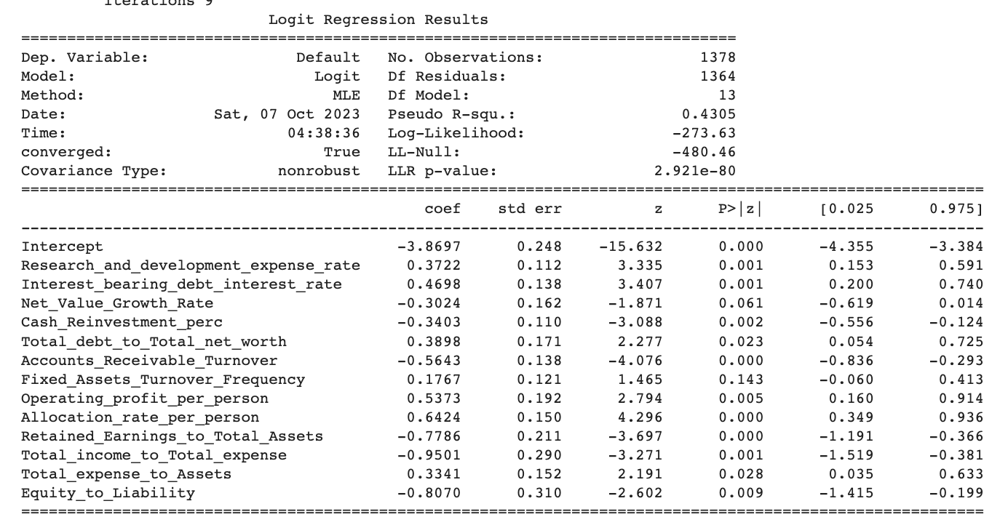 Iterations 9
Logit Regression Results
==============================================================================
Dep. Variable: Default No. Observations: 1378
Model: Logit Df Residuals: 1364
Method: MLE Df Model: 13
Date: Sat, 07 Oct 2023 Pseudo R-squ.: 0.4305
Time: 04:38:36 Log-Likelihood: -273.63
converged: True LL-Null: -480.46
Covariance Type: nonrobust LLR p-value: 2.921e-80
=========================================================================================================
coef std err z P>|z| [0.025 0.975]
---------------------------------------------------------------------------------------------------------
Intercept -3.8697 0.248 -15.632 0.000 -4.355 -3.384
Research_and_development_expense_rate 0.3722 0.112 3.335 0.001 0.153 0.591
Interest_bearing_debt_interest_rate 0.4698 0.138 3.407 0.001 0.200 0.740
Net_Value_Growth_Rate -0.3024 0.162 -1.871 0.061 -0.619 0.014
Cash_Reinvestment_perc -0.3403 0.110 -3.088 0.002 -0.556 -0.124
Total_debt_to_Total_net_worth 0.3898 0.171 2.277 0.023 0.054 0.725
Accounts_Receivable_Turnover -0.5643 0.138 -4.076 0.000 -0.836 -0.293
Fixed_Assets_Turnover_Frequency 0.1767 0.121 1.465 0.143 -0.060 0.413
Operating_profit_per_person 0.5373 0.192 2.794 0.005 0.160 0.914
Allocation_rate_per_person 0.6424 0.150 4.296 0.000 0.349 0.936
Retained_Earnings_to_Total_Assets -0.7786 0.211 -3.697 0.000 -1.191 -0.366
Total_income_to_Total_expense -0.9501 0.290 -3.271 0.001 -1.519 -0.381
Total_expense_to_Assets 0.3341 0.152 2.191 0.028 0.035 0.633
Equity_to_Liability -0.8070 0.310 -2.602 0.009 -1.415 -0.199
=========================================================================================================